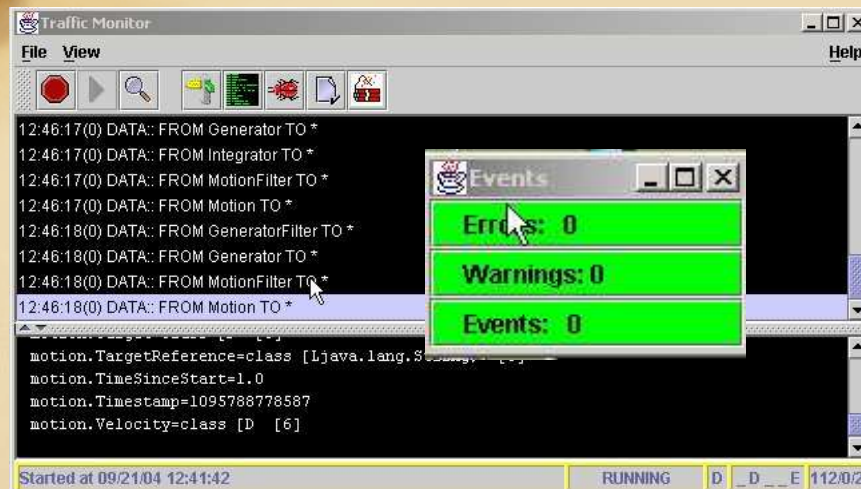 Traffic Monitor
File View Help
12:46:17(0) DATA:: FROM Generator TO *
12:46:17(0) DATA:: FROM Integrator TO *
12:46:17(0) DATA:: FROM MotionFilter TO *
12:46:17(0) DATA:: FROM Motion TO *
12:46:18(0) DATA:: FROM GeneratorFilter TO *
12:46:18(0) DATA:: FROM Generator TO *
12:46:18(0) DATA:: FROM MotionFilter TO *
12:46:18(0) DATA:: FROM Motion TO *
Events
Errors: 0
Warnings: 0
Events: 0
motion.TargetReference=class [Ljava.lang.
motion.TimeSinceStart=1.0
motion.Timestamp=1095788778587
motion.Velocity=class [D [6]
Started at 09/21/04 12:41:42 RUNNING D _D__E 112/0/2